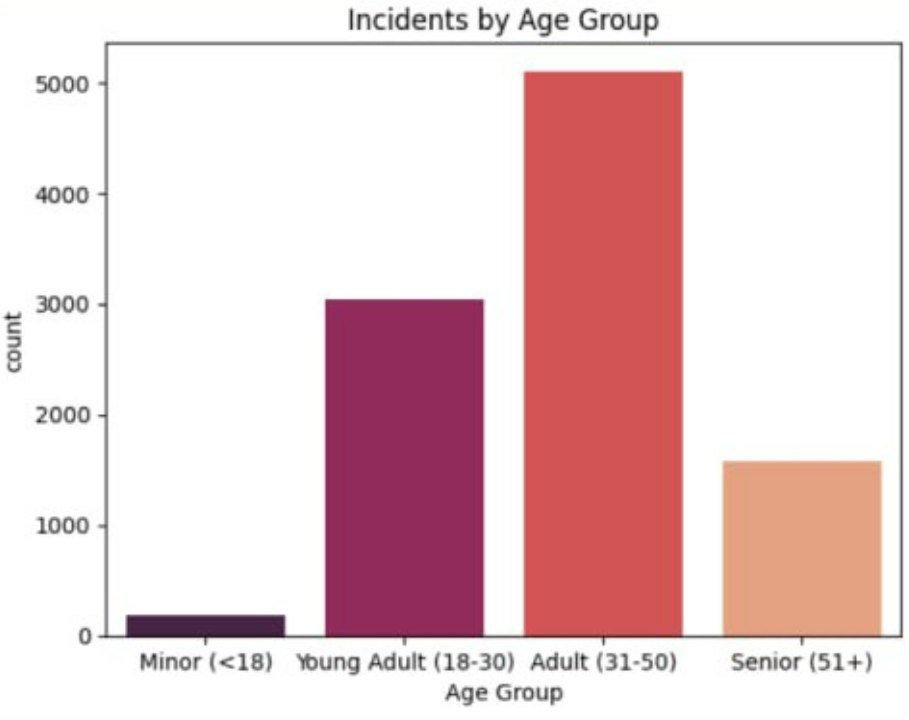 Incidents by Age Group
5000
4000
3000
2000
1000
0
count
Minor (<18) Young Adult (18-30) Adult (31-50) Senior (51+)
Age Group